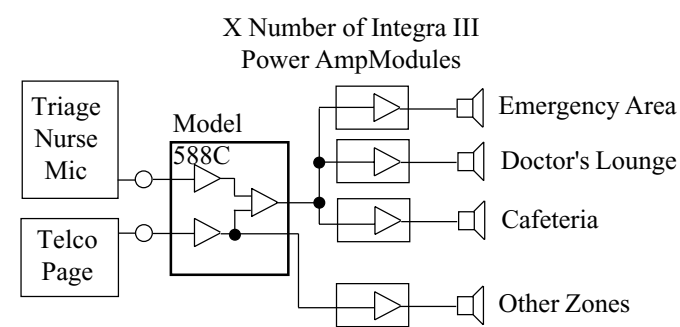 X Number of Integra III
Power AmpModules
Triage
Nurse
Mic
Model
588C
Telco
Page
Emergency Area
Doctor's Lounge
Cafeteria
Other Zones